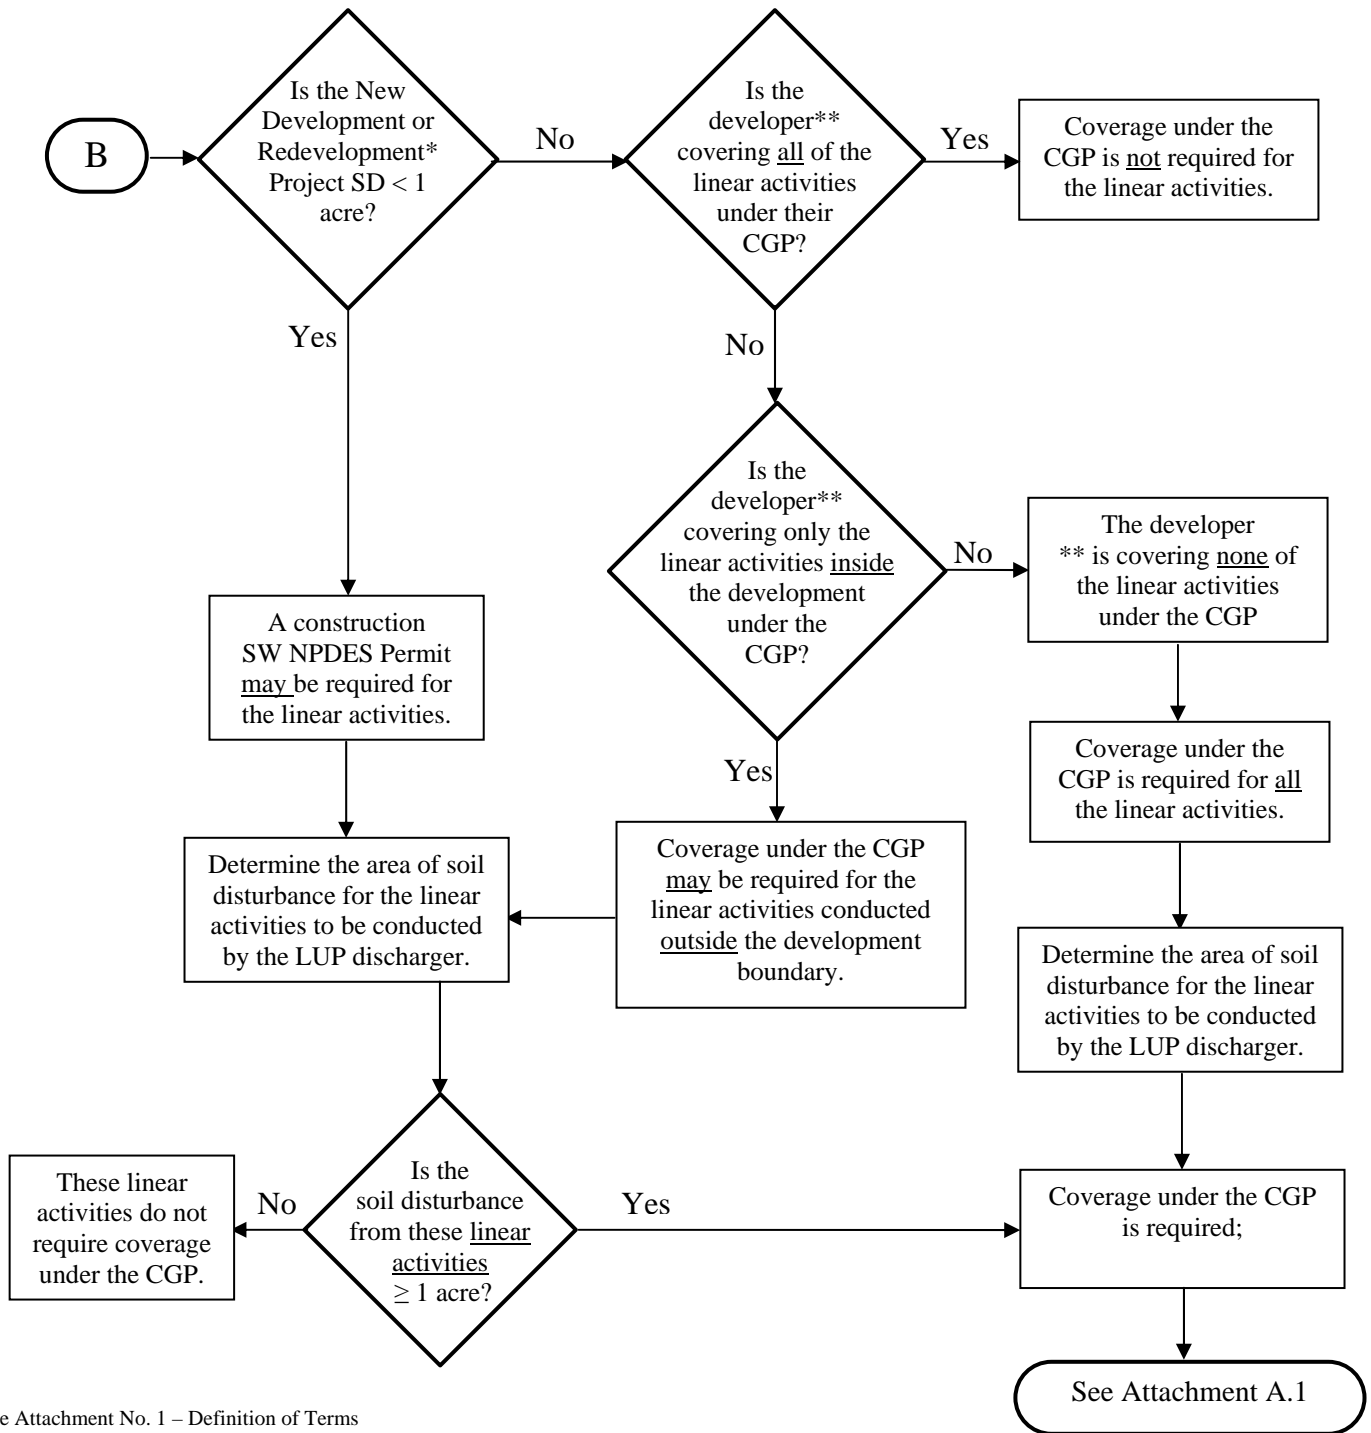 B
Is the New
Development or
Redevelopment*
Project SD < 1
acre?
No
Is the
developer**
covering all of the
linear activities
under their
CGP?
Yes
Coverage under the
CGP is not required for
the linear activities.
Yes
No
Is the
developer**
covering only the
linear activities inside
the development
under the
CGP?
No
The developer
** is covering none of
the linear activities
under the CGP
A construction
SW NPDES Permit
may be required for
the linear activities.
Yes
Coverage under the
CGP is required for all
the linear activities.
Determine the area of soil
disturbance for the linear
activities to be conducted
by the LUP discharger.
Coverage under the CGP
may be required for the
linear activities conducted
outside the development
boundary.
Determine the area of soil
disturbance for the linear
activities to be conducted
by the LUP discharger.
These linear
activities do not
require coverage
under the CGP.
No
Is the
soil disturbance
from these linear
activities
≥ 1 acre?
Yes
Coverage under the CGP
is required;
See Attachment A.1
e Attachment No. 1 – Definition of Terms